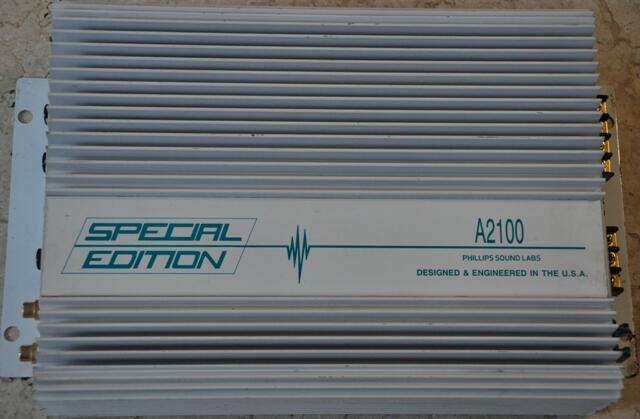 SPECIAL
EDITION
A2100
PHILLIPS SOUND LABS
DESIGNED & ENGINEERED IN THE U.S.A.